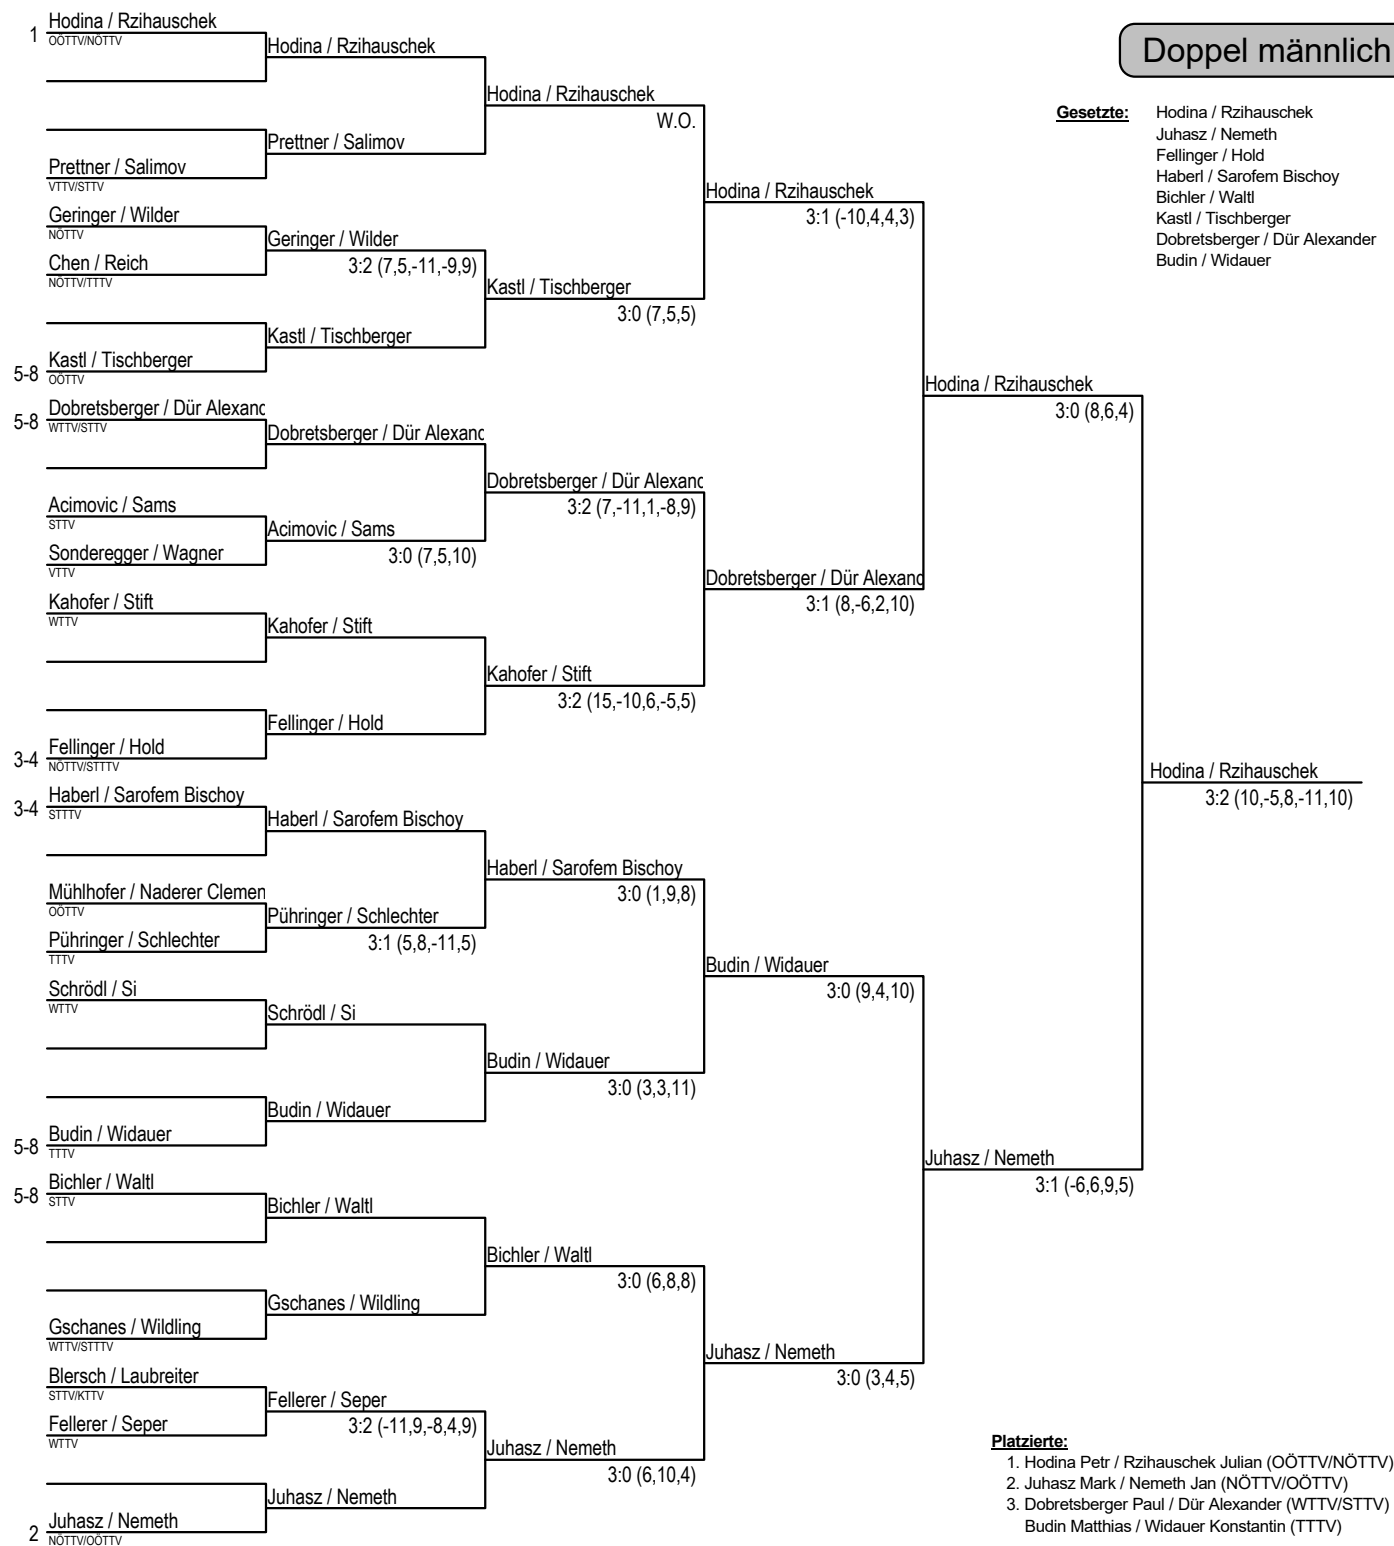 Doppel männlich
Gesetzte:
Hodina / Rzihauschek
Juhasz / Nemeth
Fellinger / Hold
Haberl / Sarofem Bischoy
Bichler / Waltl
Kastl / Tischberger
Dobretsberger / Dür Alexander
Budin / Widauer
1 Hodina / Rzihauschek
OÖTTV/NÖTTV
Prettner / Salimov
VTTV/STTV
Geringer / Wilder
NÖTTV
Chen / Reich
NÖTTV/TTTV
5-8 Kastl / Tischberger
OÖTTV
5-8 Dobretsberger / Dür Alexand
WTTV/STTV
Acimovic / Sams
STTV
Sonderegger / Wagner
VTTV
Kahofer / Stift
WTTV
3-4 Fellinger / Hold
NÖTTV/STTTV
3-4 Haberl / Sarofem Bischoy
STTTV
Mühlhofer / Naderer Clemen
OÖTTV
Pühringer / Schlechter
TTTV
Schrödl / Si
WTTV
5-8 Budin / Widauer
TTTV
5-8 Bichler / Waltl
STTV
Gschanes / Wildling
WTTV/STTTV
Blersch / Laubreiter
STTV/KTTV
Fellerer / Seper
WTTV
2 Juhasz / Nemeth
NÖTTV/OÖTTV
Hodina / Rzihauschek
Prettner / Salimov
Geringer / Wilder
3:2 (7,5,-11,-9,9)
Kastl / Tischberger
Dobretsberger / Dür Alexand
Acimovic / Sams
3:0 (7,5,10)
Kahofer / Stift
Fellinger / Hold
Haberl / Sarofem Bischoy
Pühringer / Schlechter
3:1 (5,8,-11,5)
Schrödl / Si
Budin / Widauer
Bichler / Waltl
Gschanes / Wildling
Fellerer / Seper
3:2 (-11,9,-8,4,9)
Juhasz / Nemeth
Hodina / Rzihauschek
W.O.
Kastl / Tischberger
3:0 (7,5,5)
Dobretsberger / Dür Alexand
3:2 (7,-11,1,-8,9)
Kahofer / Stift
3:2 (15,-10,6,-5,5)
Haberl / Sarofem Bischoy
3:0 (1,9,8)
Budin / Widauer
3:0 (3,3,11)
Bichler / Waltl
3:0 (6,8,8)
Juhasz / Nemeth
3:0 (6,10,4)
Hodina / Rzihauschek
3:1 (-10,4,4,3)
Dobretsberger / Dür Alexand
3:1 (8,-6,2,10)
Budin / Widauer
3:0 (9,4,10)
Juhasz / Nemeth
3:0 (3,4,5)
Hodina / Rzihauschek
3:0 (8,6,4)
Juhasz / Nemeth
3:1 (-6,6,9,5)
Hodina / Rzihauschek
3:2 (10,-5,8,-11,10)
Platzierte:
1. Hodina Petr / Rzihauschek Julian (OÖTTV/NÖTTV)
2. Juhasz Mark / Nemeth Jan (NÖTTV/OÖTTV)
3. Dobretsberger Paul / Dür Alexander (WTTV/STTV)
Budin Matthias / Widauer Konstantin (TTTV)